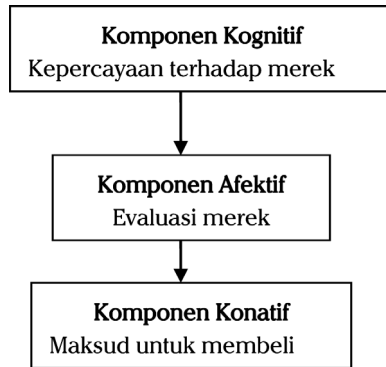 Komponen Kognitif
Kepercayaan terhadap merek
Komponen Afektif
Evaluasi merek
Komponen Konatif
Maksud untuk membeli